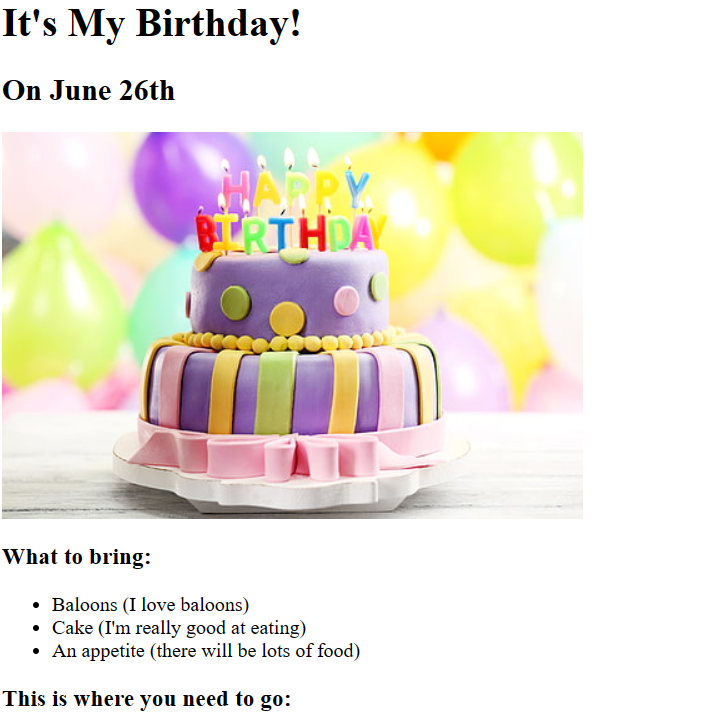 It's My Birthday!
On June 26th
HAPPY
BIRTHDAY
What to bring:
Baloons (I love baloons)
Cake (I'm really good at eating)
An appetite (there will be lots of food)
This is where you need to go: